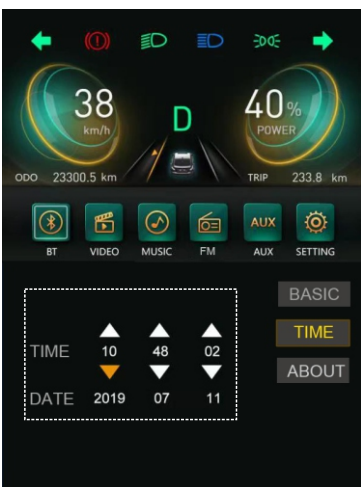 38
km/h
D
40%
POWER
ODO 23300.5 km
TRIP 233.8 km
BT VIDEO MUSIC FM AUX AUX SETTING
BASIC
TIME
ABOUT
TIME 10 48 02
DATE 2019 07 11